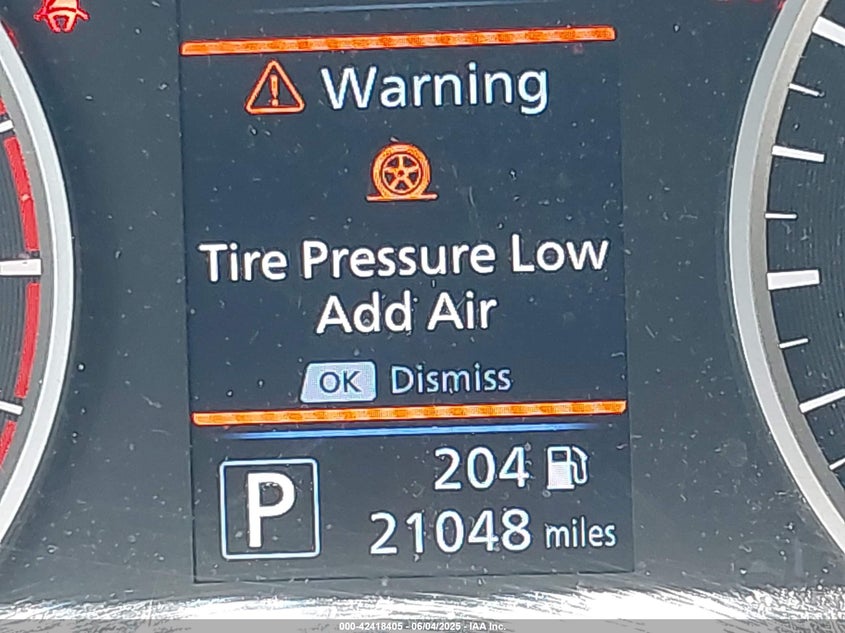 Warning
Tire Pressure Low
Add Air
OK Dismiss
204
P
21048 miles
000-42418405 - 06/04/2025 - IAA Inc.